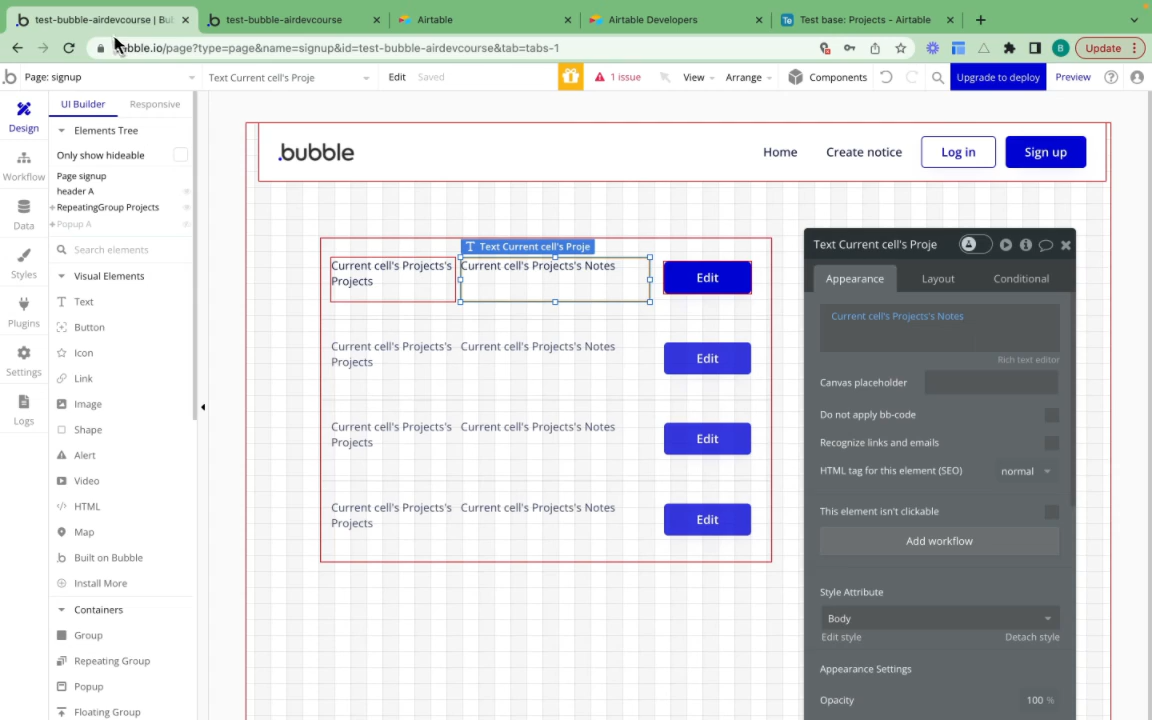 test-bubble-airdevcourse | Bu
test-bubble-airdevcourse
Airtable
Airtable Developers
Te
Test base: Projects - Airtable
bubble.io/page?type=page&name=signup&id=test-bubble-airdevcourse&tab=tabs-1
B
Update
Page: signup
Text Current cell's Proje
Edit
Saved
1 issue
View
Arrange
Components
Upgrade to deploy
Preview
Design
Workflow
Data
Styles
Plugins
Settings
Logs
UI Builder
Responsive
Elements Tree
Only show hideable
Page signup
header A
RepeatingGroup Projects
Popup A
Search elements
Visual Elements
Text
Button
Icon
Link
Image
Shape
Alert
Video
HTML
Map
Built on Bubble
Install More
Containers
Group
Repeating Group
Popup
Floating Group
.bubble
Home
Create notice
Log in
Sign up
Text Current cell's Proje
Current cell's Projects's
Projects
Current cell's Projects's Notes
Edit
Current cell's Projects's
Projects
Current cell's Projects's Notes
Edit
Current cell's Projects's
Projects
Current cell's Projects's Notes
Edit
Current cell's Projects's
Projects
Current cell's Projects's Notes
Edit
Text Current cell's Proje
Appearance
Layout
Conditional
Current cell's Projects's Notes
Rich text editor
Canvas placeholder
Do not apply bb-code
Recognize links and emails
HTML tag for this element (SEO)
normal
This element isn't clickable
Add workflow
Style Attribute
Body
Edit style
Detach style
Appearance Settings
Opacity
100 %